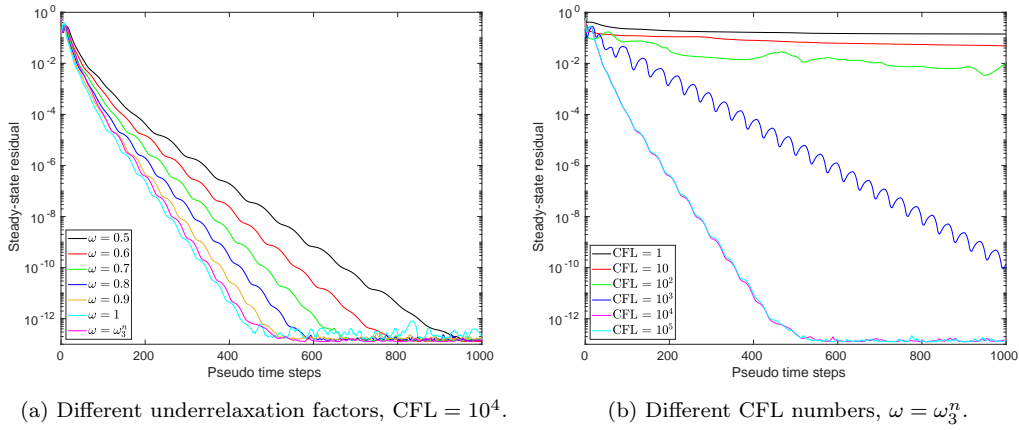 10^0
10^-2
10^-4
10^-6
10^-8
10^-10
10^-12
Steady-state residual
ω = 0.5
ω = 0.6
ω = 0.7
ω = 0.8
ω = 0.9
ω = 1
ω = ω_3^n
0 200 400 600 800 1000
Pseudo time steps
(a) Different underrelaxation factors, CFL = 10^4.
10^0
10^-2
10^-4
10^-6
10^-8
10^-10
10^-12
Steady-state residual
CFL = 1
CFL = 10
CFL = 10^2
CFL = 10^3
CFL = 10^4
CFL = 10^5
0 200 400 600 800 1000
Pseudo time steps
(b) Different CFL numbers, ω = ω_3^n.